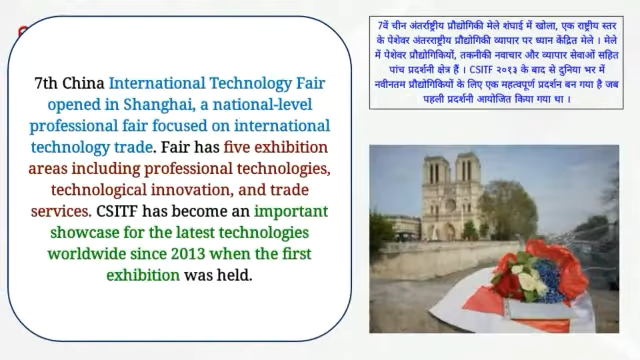 7th China International Technology Fair
opened in Shanghai, a national-level
professional fair focused on international
technology trade. Fair has five exhibition
areas including professional technologies,
technological innovation, and trade
services. CSITF has become an important
showcase for the latest technologies
worldwide since 2013 when the first
exhibition was held.
7वें चीन अंतर्राष्ट्रीय प्रौद्योगिकी मेले शंघाई में खोला, एक राष्ट्रीय स्तर
के पेशेवर अंतरराष्ट्रीय प्रौद्योगिकी व्यापार पर ध्यान केंद्रित मेले । मेले
में पेशेवर प्रौद्योगिकियों, तकनीकी नवाचार और व्यापार सेवाओं सहित
पांच प्रदर्शनी क्षेत्र हैं । CSITF २०१३ के बाद से दुनिया भर में
नवीनतम प्रौद्योगिकियों के लिए एक महत्वपूर्ण प्रदर्शन बन गया है जब
पहली प्रदर्शनी आयोजित किया गया था ।